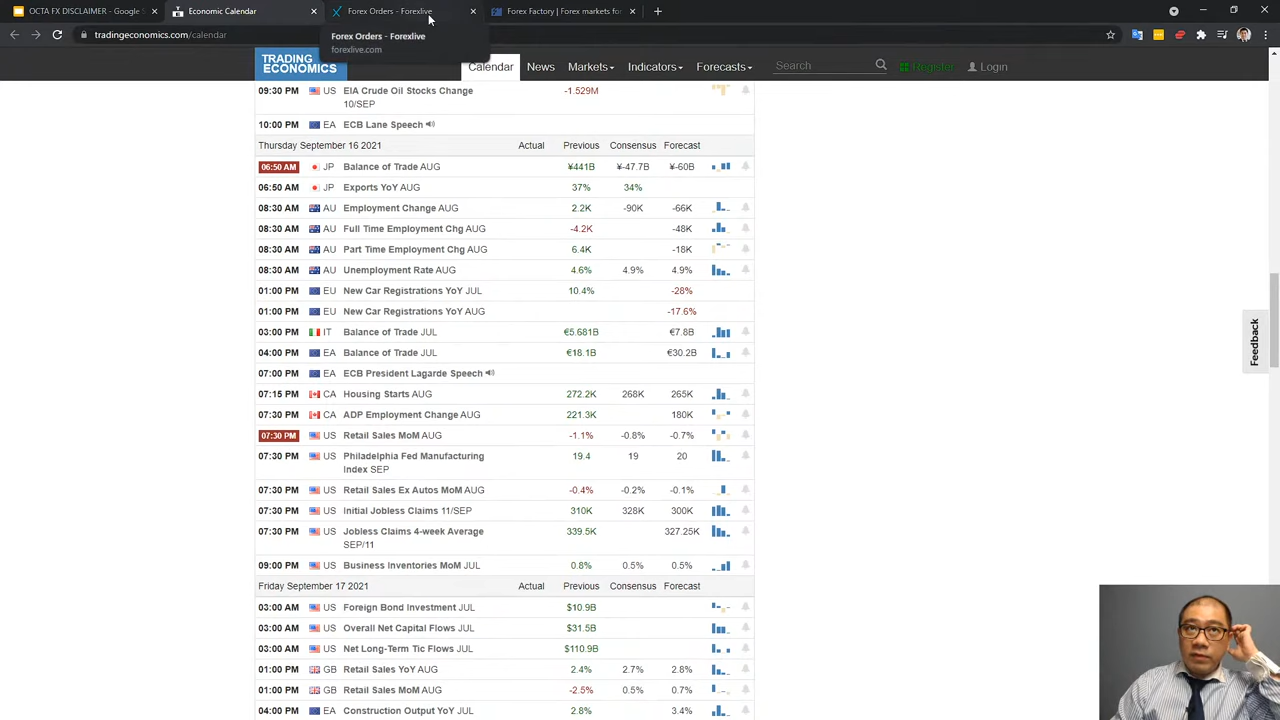 OCTA FX DISCLAIMER - Google S
Economic Calendar
Forex Orders - Forexlive
Forex Factory | Forex markets for
tradingeconomics.com/calendar
Forex Orders - Forexlive
forexlive.com
TRADING ECONOMICS
Calendar News Markets Indicators Forecasts Search Register Login
09:30 PM US EIA Crude Oil Stocks Change -1.529M
10/SEP
10:00 PM EA ECB Lane Speech
Thursday September 16 2021 Actual Previous Consensus Forecast
06:50 AM JP Balance of Trade AUG ¥441B ¥-47.7B ¥-60B
06:50 AM JP Exports YoY AUG 37% 34%
08:30 AM AU Employment Change AUG 2.2K -90K -66K
08:30 AM AU Full Time Employment Chg AUG -4.2K -48K
08:30 AM AU Part Time Employment Chg AUG 6.4K -18K
08:30 AM AU Unemployment Rate AUG 4.6% 4.9% 4.9%
01:00 PM EU New Car Registrations YoY JUL 10.4% -28%
01:00 PM EU New Car Registrations YoY AUG -17.6%
03:00 PM IT Balance of Trade JUL €5.681B €7.8B
04:00 PM EA Balance of Trade JUL €18.1B €30.2B
07:00 PM EA ECB President Lagarde Speech
07:15 PM CA Housing Starts AUG 272.2K 268K 265K
07:30 PM CA ADP Employment Change AUG 221.3K 180K
07:30 PM US Retail Sales MoM AUG -1.1% -0.8% -0.7%
07:30 PM US Philadelphia Fed Manufacturing 19.4 19 20
Index SEP
07:30 PM US Retail Sales Ex Autos MoM AUG -0.4% -0.2% -0.1%
07:30 PM US Initial Jobless Claims 11/SEP 310K 328K 300K
07:30 PM US Jobless Claims 4-week Average 339.5K 327.25K
SEP/11
09:00 PM US Business Inventories MoM JUL 0.5% 0.5%
Friday September 17 2021 Actual Previous Consensus Forecast
03:00 AM US Foreign Bond Investment JUL $10.9B
03:00 AM US Overall Net Capital Flows JUL $31.5B
03:00 AM US Net Long-Term Tic Flows JUL
01:00 PM GB Retail Sales YoY AUG 2.4% 2.7% 2.8%
01:00 PM GB Retail Sales MoM AUG 0.5% 0.7%
04:00 PM EA Construction Output YoY JUL 2.8% 3.4%
Feedback